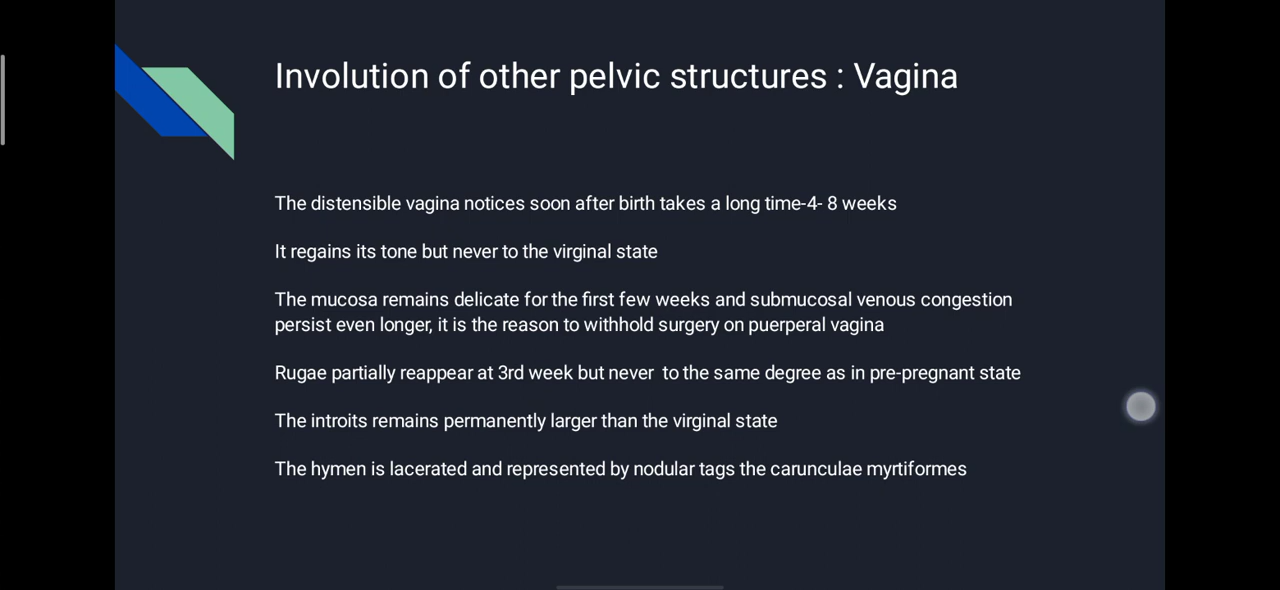 Involution of other pelvic structures : Vagina
The distensible vagina notices soon after birth takes a long time-4- 8 weeks
It regains its tone but never to the virginal state
The mucosa remains delicate for the first few weeks and submucosal venous congestion
persist even longer, it is the reason to withhold surgery on puerperal vagina
Rugae partially reappear at 3rd week but never  to the same degree as in pre-pregnant state
The introits remains permanently larger than the virginal state
The hymen is lacerated and represented by nodular tags the carunculae myrtiformes